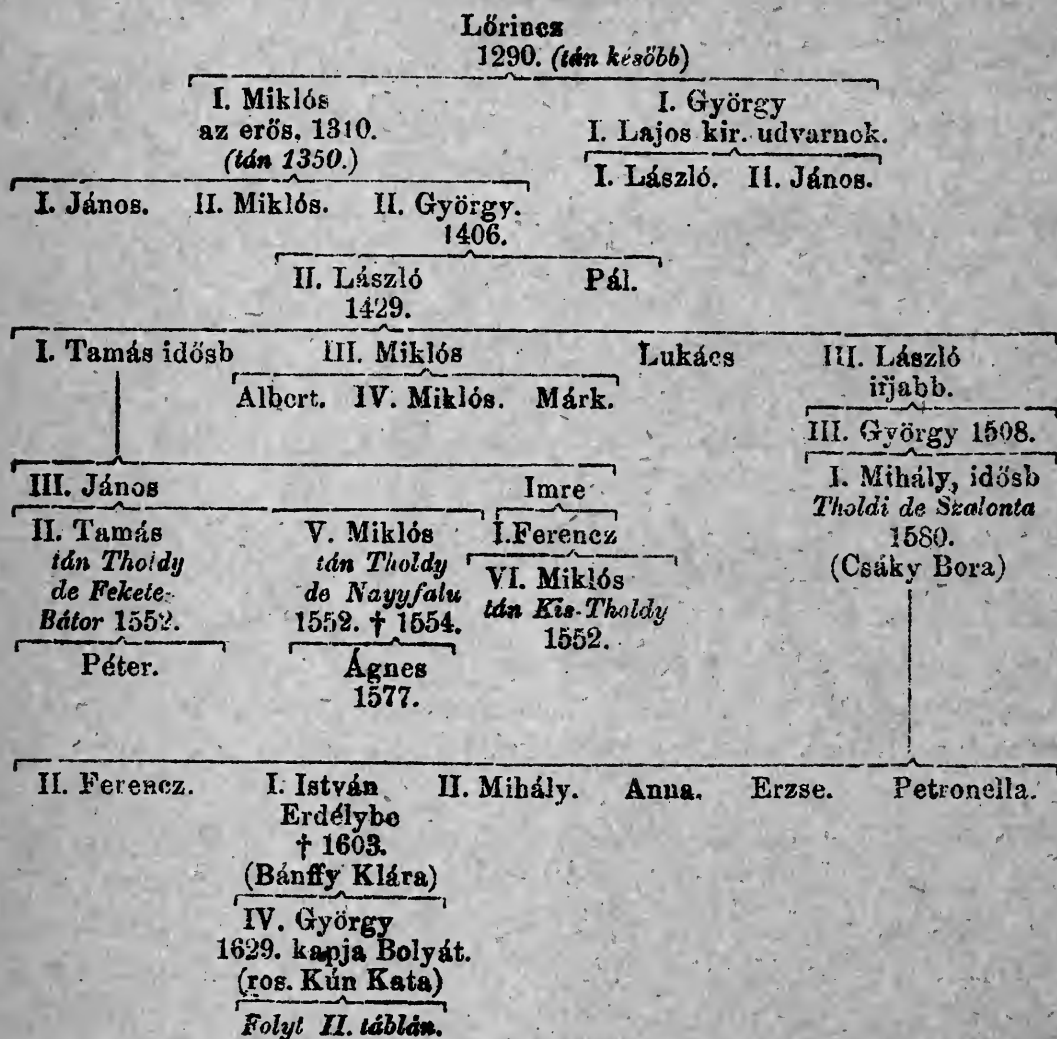 Lőrincz
1290. (tán később)
I. Miklós I. György
az erős. 1310. I. Lajos kir. udvarnok.
(tán 1350.)
I. László. II. János.
I. János. II. Miklós. II. György.
1406.
II. László Pál.
1429.
I. Tamás idősb III. Miklós Lukács III. László
ifjabb.
Albert. IV. Miklós. Márk.
III. György 1508.
III. János Imre I. Mihály, idősb
Tholdi de Szalonta
II. Tamás V. Miklós I. Ferencz 1580.
tán Tholdy tán Tholdy VI. Miklós (Csáky Bora)
de Fekete- de Nagyfalu tán Kis-Tholdy
Bátor 1552. 1552. † 1554. 1552.
Péter. Ágnes
1577.
II. Ferencz. I. István II. Mihály. Anna. Erzse. Petronella.
Erdélybe
† 1603.
(Bánffy Klára)
IV. György
1629. kapja Bolyát.
(ros. Kún Kata)
Folyt II. táblán.